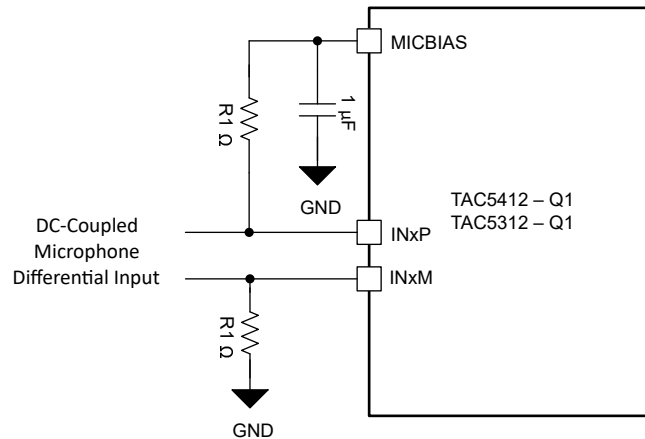 MICBIAS
R1 Ω
1 µF
GND
TAC5412 – Q1
TAC5312 – Q1
DC-Coupled
Microphone
Differential Input
INxP
INxM
R1 Ω
GND